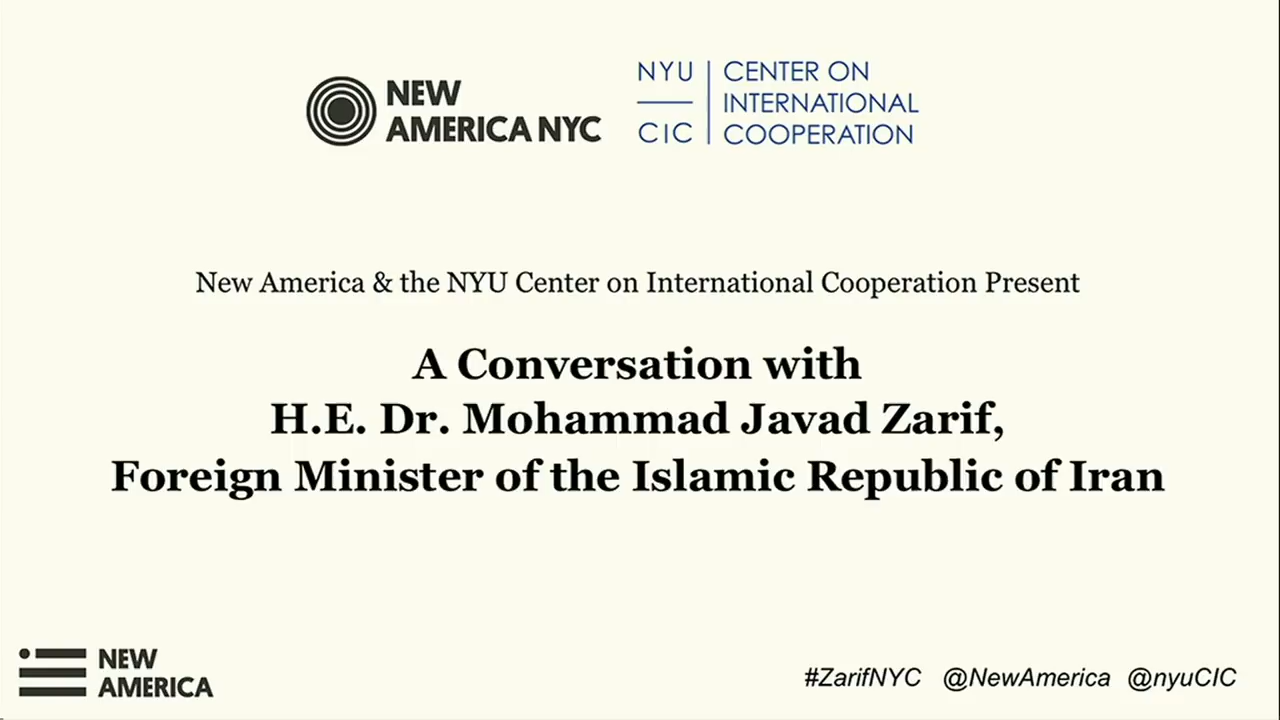 NEW
AMERICA NYC
NYU
CIC
CENTER ON
INTERNATIONAL
COOPERATION
New America & the NYU Center on International Cooperation Present
A Conversation with
H.E. Dr. Mohammad Javad Zarif,
Foreign Minister of the Islamic Republic of Iran
NEW
AMERICA
#ZarifNYC @NewAmerica @nyuCIC